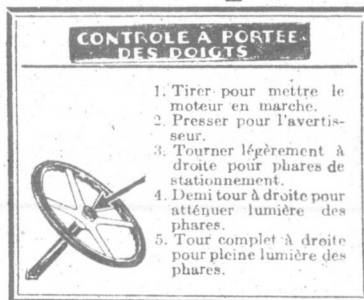 CONTROLE A PORTEE
DES DOIGTS
1. Tirer pour mettre le
moteur en marche.
2. Presser pour l'avertis-
seur.
3. Tourner légèrement à
droite pour phares de
stationnement.
4. Demi tour à droite pour
atténuer lumière des
phares.
5. Tour complet à droite
pour pleine lumière des
phares.